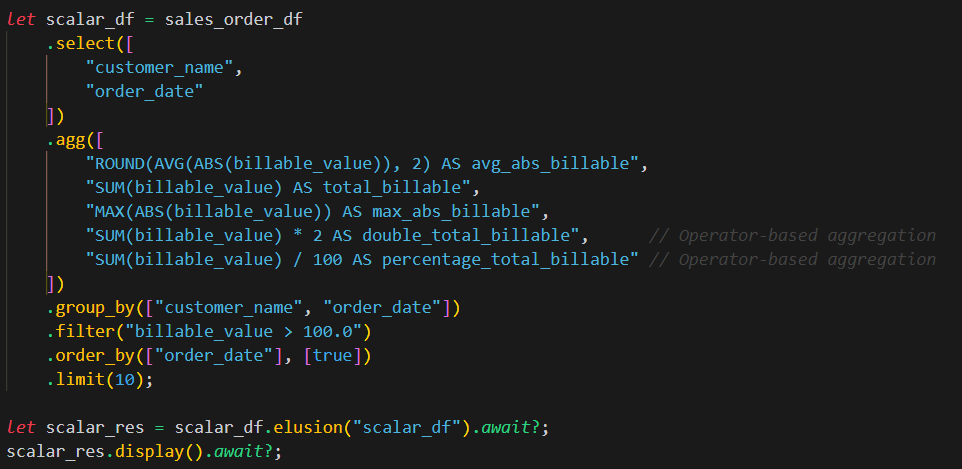 let scalar_df = sales_order_df
    .select([
        "customer_name",
        "order_date"
    ])
    .agg([
        "ROUND(AVG(ABS(billable_value)), 2) AS avg_abs_billable",
        "SUM(billable_value) AS total_billable",
        "MAX(ABS(billable_value)) AS max_abs_billable",
        "SUM(billable_value) * 2 AS double_total_billable",      // Operator-based aggregation
        "SUM(billable_value) / 100 AS percentage_total_billable" // Operator-based aggregation
    ])
    .group_by(["customer_name", "order_date"])
    .filter("billable_value > 100.0")
    .order_by(["order_date"], [true])
    .limit(10);

let scalar_res = scalar_df.elusion("scalar_df").await?;
scalar_res.display().await?;